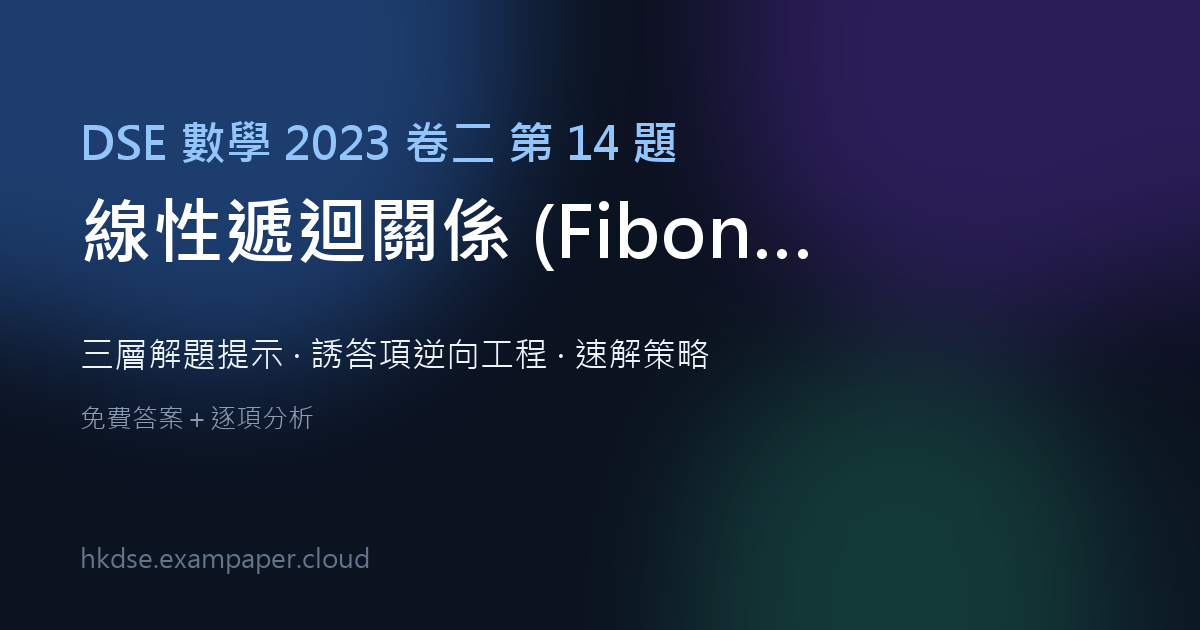 DSE 數學 2023 卷二 第 14 題
線性遞迴關係 (Fibon...
三層解題提示 · 誘答項逆向工程 · 速解策略
免費答案 + 逐項分析
hkdse.exampaper.cloud